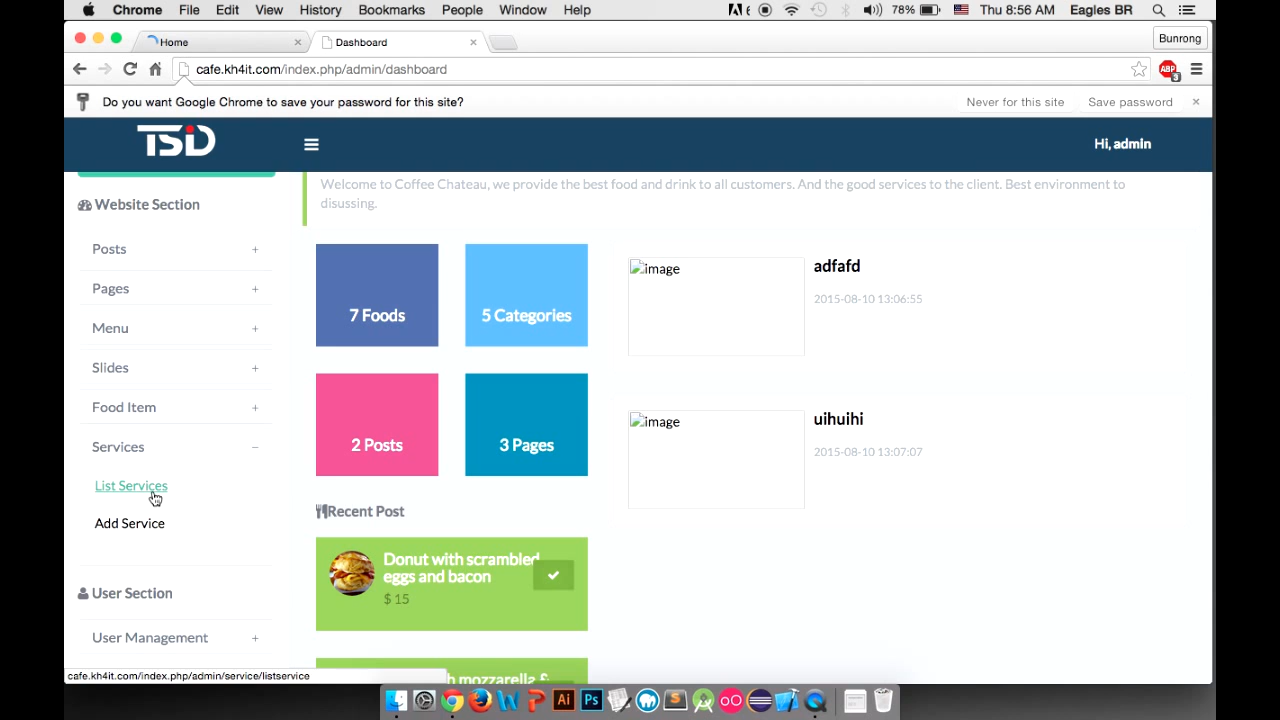 Chrome File Edit View History Bookmarks People Window Help 78% Thu 8:56 AM Eagles BR
Home
Dashboard
Bunrong
cafe.kh4it.com/index.php/admin/dashboard
ABP
Do you want Google Chrome to save your password for this site?
Never for this site
Save password
TSiD
Hi, admin
Website Section
Posts
Pages
Menu
Slides
Food Item
Services
List Services
Add Service
User Section
User Management
Welcome to Coffee Chateau, we provide the best food and drink to all customers. And the good services to the client. Best environment to
disussing.
7 Foods
5 Categories
2 Posts
3 Pages
image
adfafd
2015-08-10 13:06:55
image
uihuihi
2015-08-10 13:07:07
Recent Post
Donut with scrambled
eggs and bacon
$ 15
mozzarella &
cafe.kh4it.com/index.php/admin/service/listservice
Ai
Ps